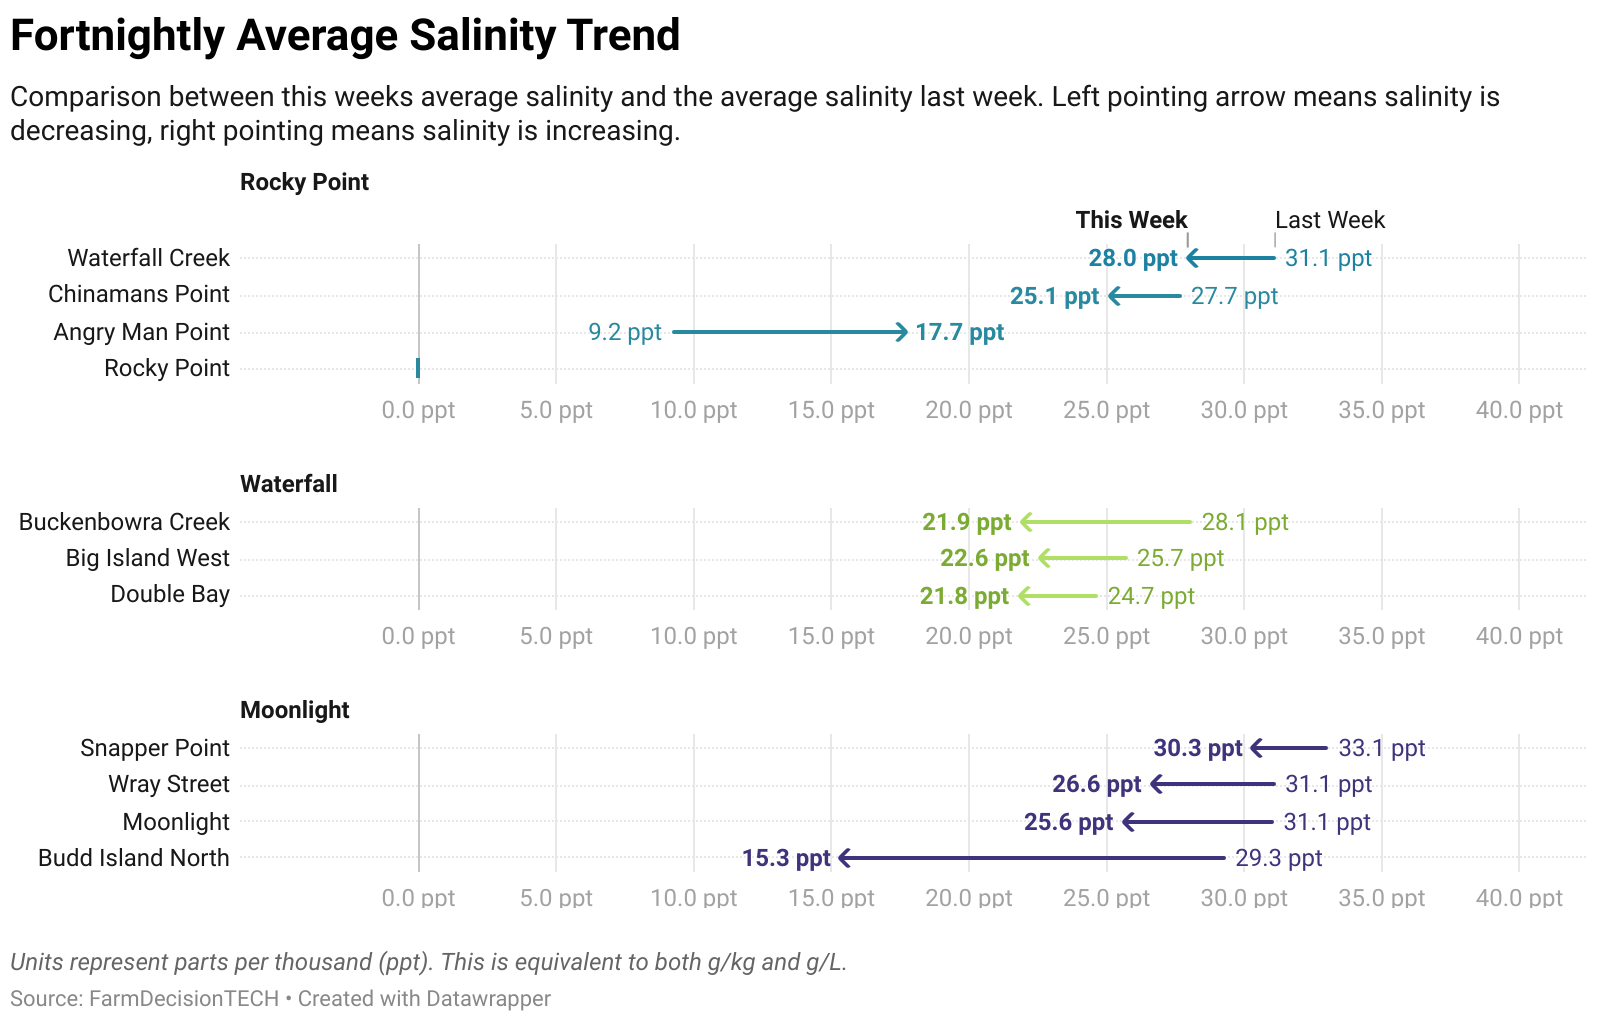 Fortnightly Average Salinity Trend
Comparison between this weeks average salinity and the average salinity last week. Left pointing arrow means salinity is
decreasing, right pointing means salinity is increasing.
Rocky Point
This Week Last Week
Waterfall Creek 28.0 ppt 31.1 ppt
Chinamans Point 25.1 ppt 27.7 ppt
Angry Man Point 9.2 ppt 17.7 ppt
Rocky Point
0.0 ppt 5.0 ppt 10.0 ppt 15.0 ppt 20.0 ppt 25.0 ppt 30.0 ppt 35.0 ppt 40.0 ppt
Waterfall
Buckenbowra Creek 21.9 ppt 28.1 ppt
Big Island West 22.6 ppt 25.7 ppt
Double Bay 21.8 ppt 24.7 ppt
0.0 ppt 5.0 ppt 10.0 ppt 15.0 ppt 20.0 ppt 25.0 ppt 30.0 ppt 35.0 ppt 40.0 ppt
Moonlight
Snapper Point 30.3 ppt 33.1 ppt
Wray Street 26.6 ppt 31.1 ppt
Moonlight 25.6 ppt 31.1 ppt
Budd Island North 15.3 ppt 29.3 ppt
0.0 ppt 5.0 ppt 10.0 ppt 15.0 ppt 20.0 ppt 25.0 ppt 30.0 ppt 35.0 ppt 40.0 ppt
Units represent parts per thousand (ppt). This is equivalent to both g/kg and g/L.
Source: FarmDecisionTECH • Created with Datawrapper